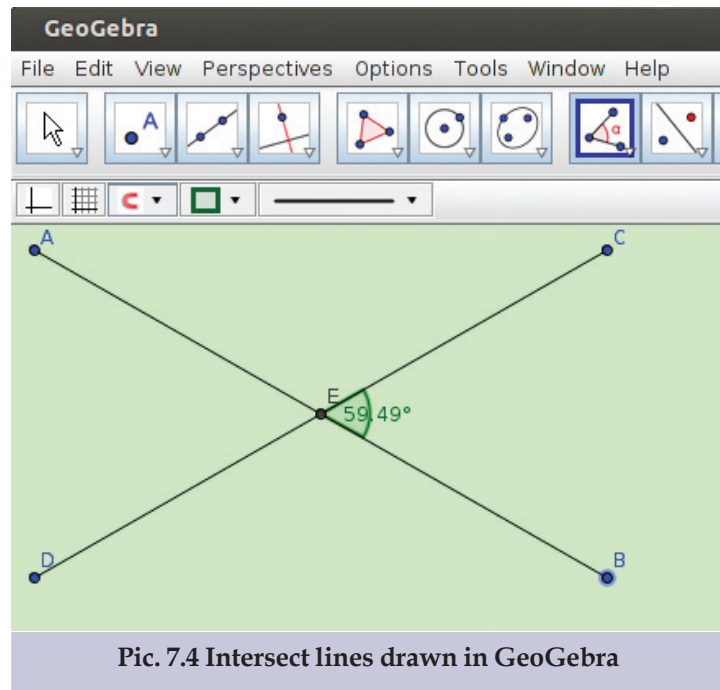 GeoGebra
File Edit View Perspectives Options Tools Window Help
A
α
A
C
E
59.49°
D
B
Pic. 7.4 Intersect lines drawn in GeoGebra